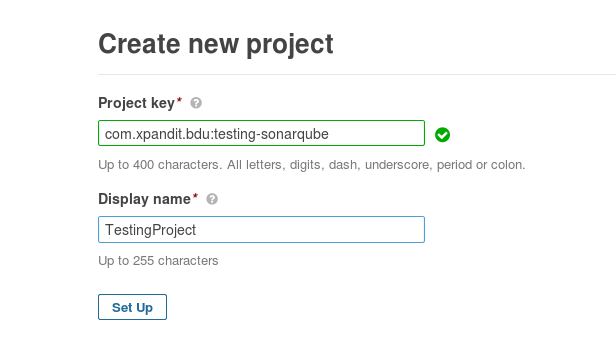 Create new project
Project key*
com.xpandit.bdu:testing-sonarqube
Up to 400 characters. All letters, digits, dash, underscore, period or colon.
Display name*
TestingProject
Up to 255 characters
Set Up